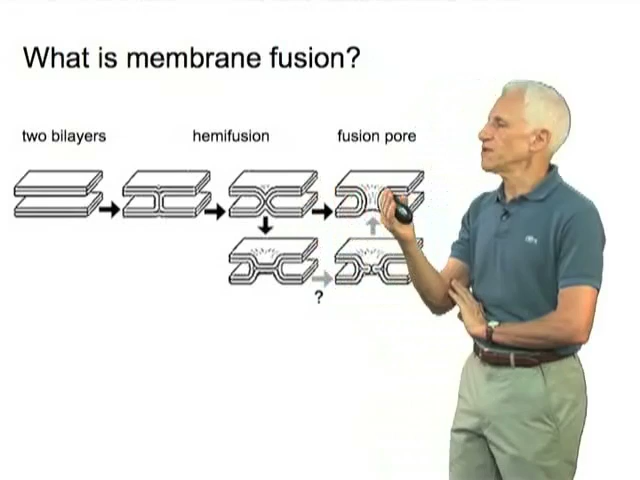 What is membrane fusion?
two bilayers
hemifusion
fusion pore
?